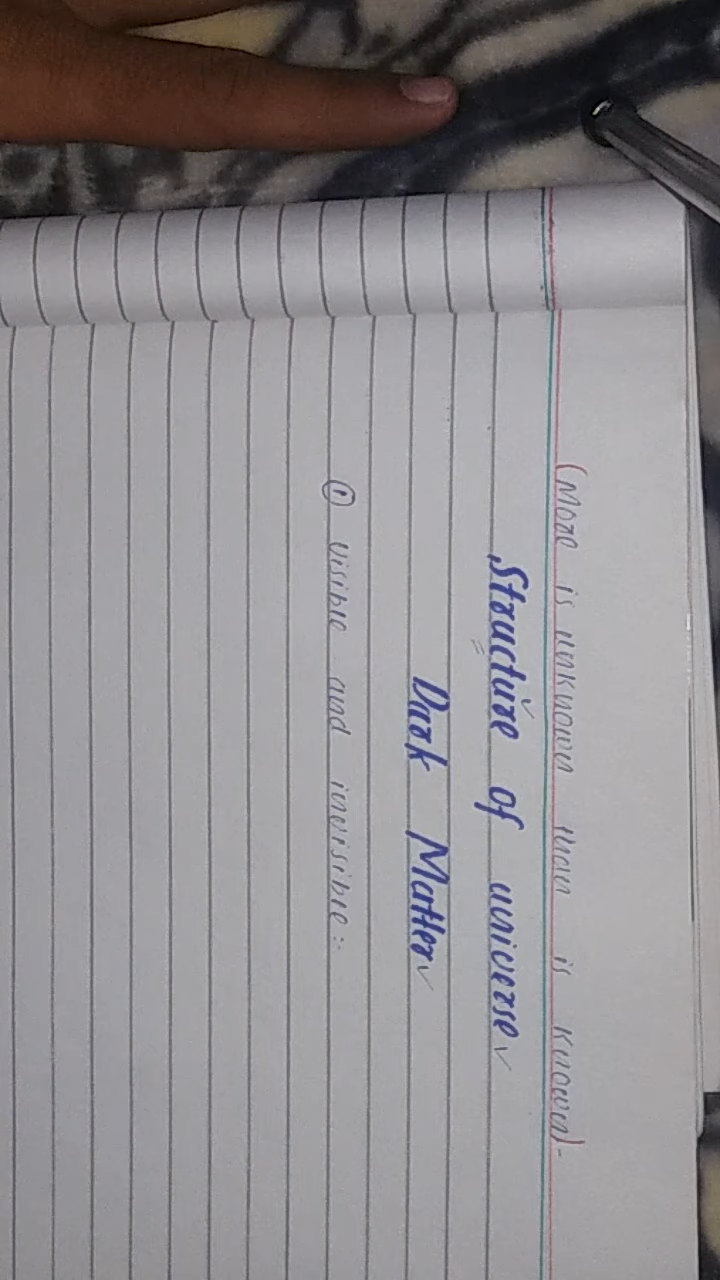 (More is unknown than is known)-
Structure of universe
Dark Matter
① visible and invisible:-